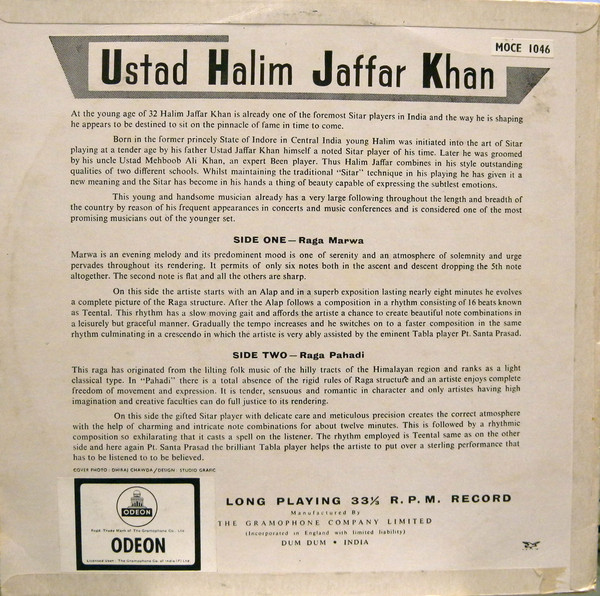 MOCE 1046
Ustad Halim Jaffar Khan
At the young age of 32 Halim Jaffar Khan is already one of the foremost Sitar players in India and the way he is shaping
he appears to be destined to sit on the pinnacle of fame in time to come.
Born in the former princely State of Indore in Central India young Halim was initiated into the art of Sitar
playing at a tender age by his father Ustad Jaffar Khan himself a noted Sitar player of his time. Later he was groomed
by his uncle Ustad Mehboob Ali Khan, an expert Been player. Thus Halim Jaffar combines in his style outstanding
qualities of two different schools. Whilst maintaining the traditional "Sitar" technique in his playing he has given it a
new meaning and the Sitar has become in his hands a thing of beauty capable of expressing the subtlest emotions.
This young and handsome musician already has a very large following throughout the length and breadth of
the country by reason of his frequent appearances in concerts and music conferences and is considered one of the most
promising musicians out of the younger set.
SIDE ONE—Raga Marwa
Marwa is an evening melody and its predominent mood is one of serenity and an atmosphere of solemnity and urge
pervades throughout its rendering. It permits of only six notes both in the ascent and descent dropping the 5th note
altogether. The second note is flat and all the others are sharp.
On this side the artiste starts with an Alap and in a superb exposition lasting nearly eight minutes he evolves
a complete picture of the Raga structure. After the Alap follows a composition in a rhythm consisting of 16 beats known
as Teental. This rhythm has a slow moving gait and affords the artiste a chance to create beautiful note combinations in
a leisurely but graceful manner. Gradually the tempo increases and he switches on to a faster composition in the same
rhythm culminating in a crescendo in which the artiste is very ably assisted by the eminent Tabla player Pt. Santa Prasad.
SIDE TWO—Raga Pahadi
This raga has originated from the lilting folk music of the hilly tracts of the Himalayan region and ranks as a light
classical type. In "Pahadi" there is a total absence of the rigid rules of Raga structure and an artiste enjoys complete
freedom of movement and expression. It is tender, sensuous and romantic in character and only artistes having high
imagination and creative faculties can do full justice to its rendering.
On this side the gifted Sitar player with delicate care and meticulous precision creates the correct atmosphere
with the help of charming and intricate note combinations for about twelve minutes. This is followed by a rhythmic
composition so exhilarating that it casts a spell on the listener. The rhythm employed is Teental same as on the other
side and here again Pt. Santa Prasad the brilliant Tabla player helps the artiste to put over a sterling performance that
has to be listened to to be believed.
COVER PHOTO - DHIRAJ CHAWDA / DESIGN : STUDIO GRAFIC
ODEON
Regd. Trade Mark of The Gramophone Co. Ltd.
ODEON
Licensed User: The Gramophone Co. of India
LONG PLAYING 33⅓ R.P.M. RECORD
Manufactured By
THE GRAMOPHONE COMPANY LIMITED
(Incorporated in England with limited liability)
DUM DUM • INDIA